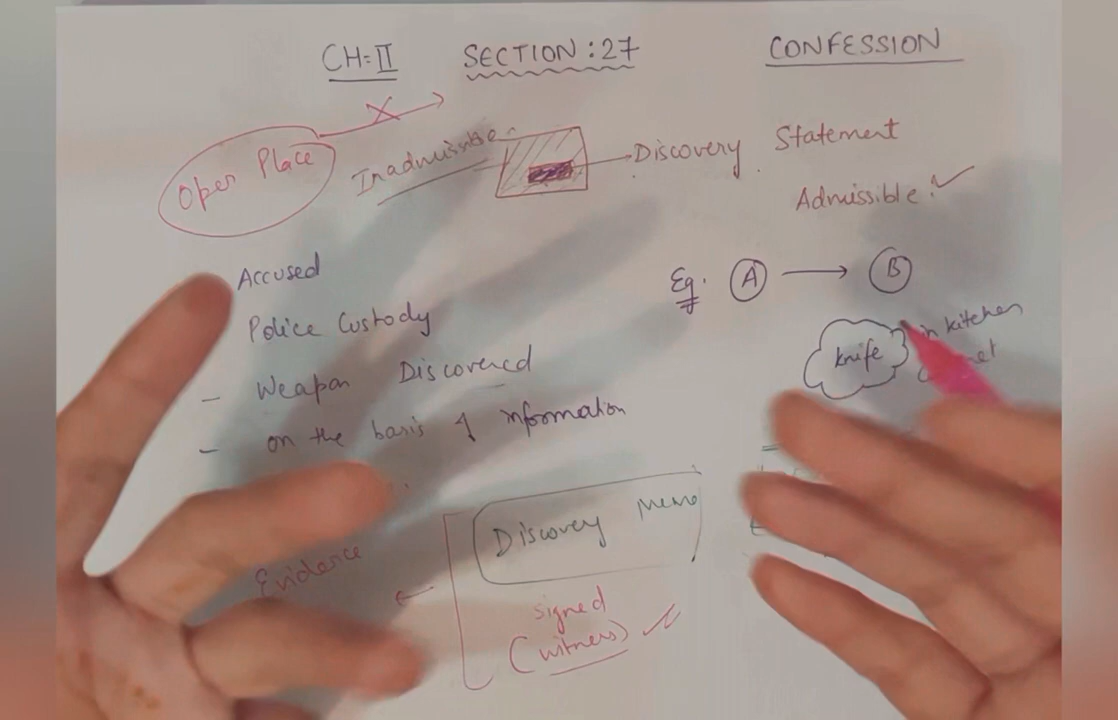 CH=II SECTION:27 CONFESSION
Open Place
Inadmissible
Discovery Statement
Admissible
Accused
Police Custody
- Weapon Discovered
- on the basis of information
Eg. A → B
knife
in kitchen
Discovery Memo
Evidence ←
signed
(witness)